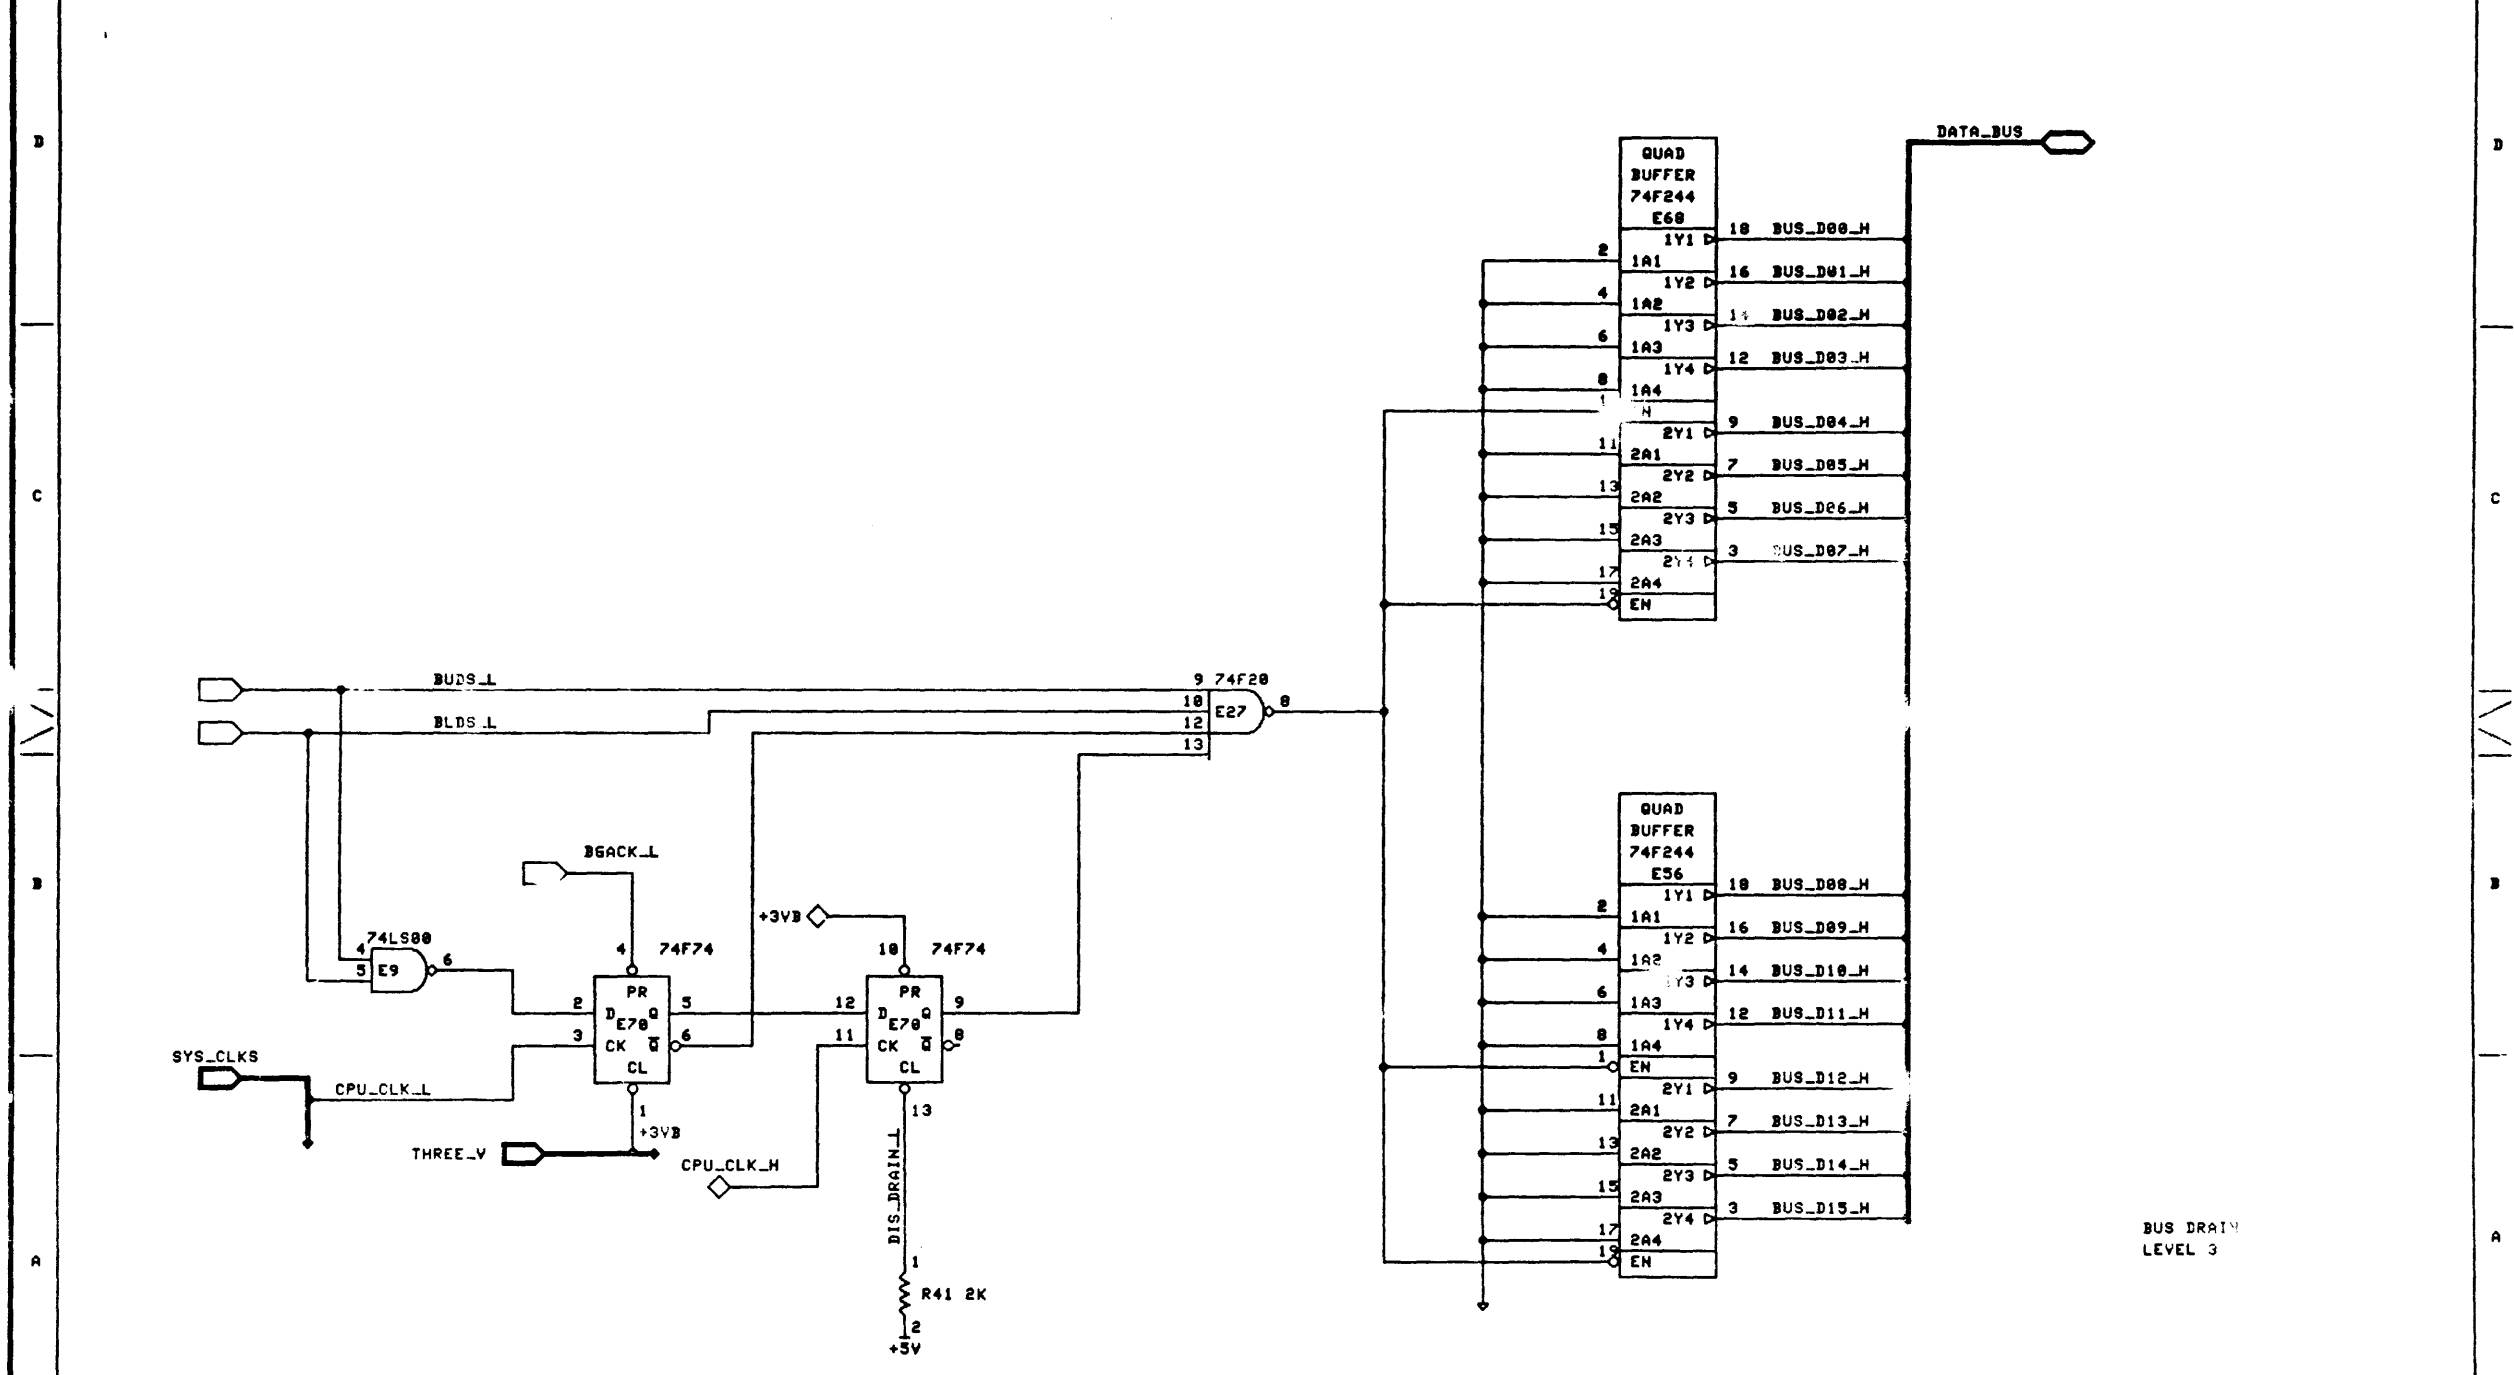 D
D
DATA_BUS
QUAD
BUFFER
74F244
E68
1Y1 18 BUS_D00_H
2 1A1
1Y2 16 BUS_D01_H
4 1A2
1Y3 BUS_D02_H
6 1A3
1Y4 12 BUS_D03_H
8 1A4
1
2Y1 9 BUS_D04_H
11 2A1
2Y2 7 BUS_D05_H
13 2A2
C
C
2Y3 5 BUS_D26_H
15 2A3
3 BUS_D07_H
17 2A4
19 EN
BUDS_L
9 74F20
10 E27 8
BLDS_L
12
13
QUAD
BUFFER
74F244
E56
B
B
1Y1 18 BUS_D08_H
2 1A1
1Y2 16 BUS_D09_H
4 1A2
1Y3 14 BUS_D10_H
6 1A3
1Y4 12 BUS_D11_H
8 1A4
1 EN
2Y1 9 BUS_D12_H
11 2A1
2Y2 7 BUS_D13_H
13 2A2
2Y3 5 BUS_D14_H
15 2A3
2Y4 3 BUS_D15_H
17 2A4
19 EN
BGACK_L
+3VB
74LS00
4
5 E9 6
4 74F74
PR
2 D Q 5
E70
3 CK Q̅ 6
CL
1
+3VB
10 74F74
PR
12 D Q 9
E70
11 CK Q̅ 8
CL
13
SYS_CLKS
CPU_CLK_L
THREE_V
CPU_CLK_H
DIS_DRAIN_L
1
R41 2K
2
+5V
BUS DRAIN
LEVEL 3
A
A